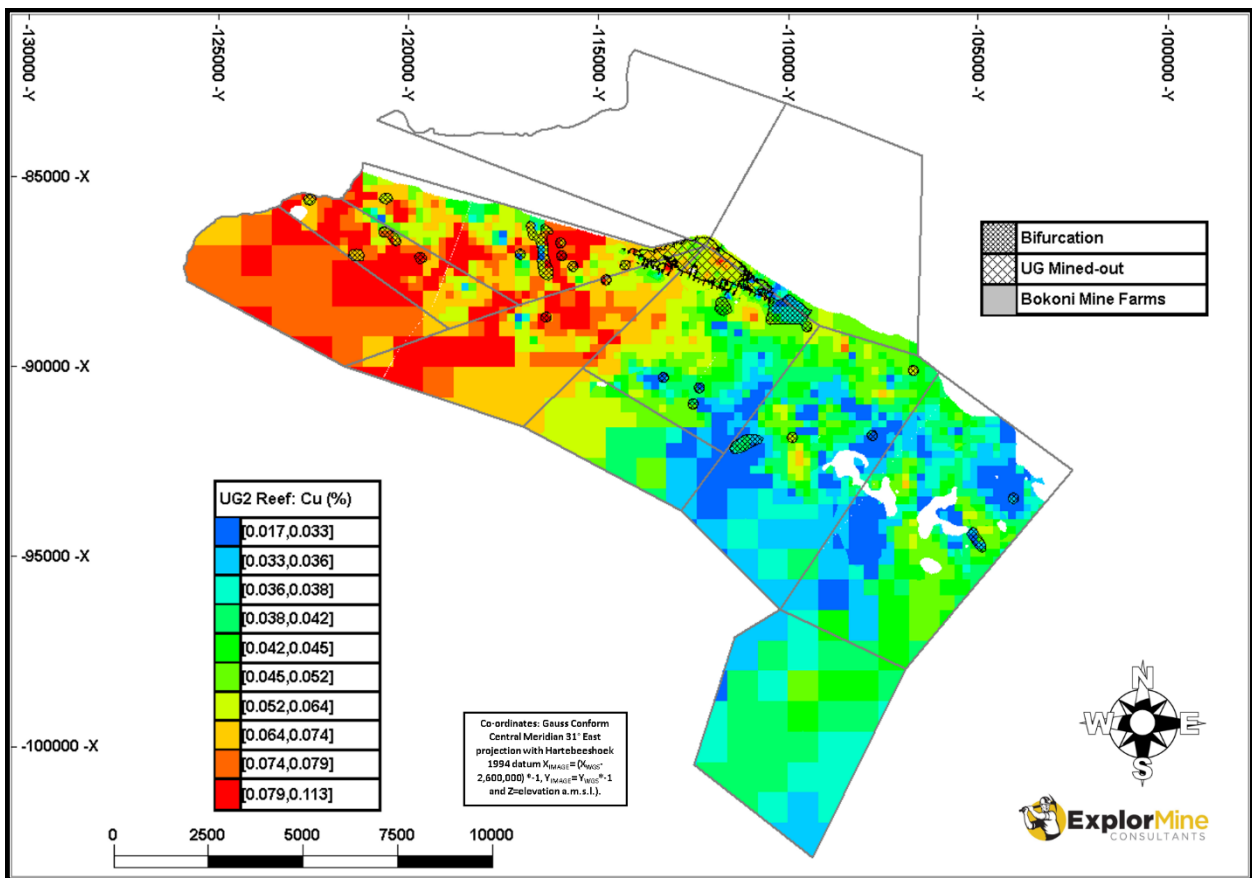 -130000 -Y
-125000 -Y
-120000 -Y
-115000 -Y
-110000 -Y
-105000 -Y
-100000 -Y
-85000 -X
-90000 -X
-95000 -X
-100000 -X
Bifurcation
UG Mined-out
Bokoni Mine Farms
UG2 Reef: Cu (%)
[0.017,0.033]
[0.033,0.036]
[0.036,0.038]
[0.038,0.042]
[0.042,0.045]
[0.045,0.052]
[0.052,0.064]
[0.064,0.074]
[0.074,0.079]
[0.079,0.113]
Co-ordinates: Gauss Conform
Central Meridian 31° East
projection with Hartebeeshoek
1994 datum XIMAGE= (XWGS-
2,600,000) *-1, YIMAGE= YWGS*-1
and Z=elevation a.m.s.l.).
N
W E
S
0 2500 5000 7500 10000
ExplorMine
CONSULTANTS